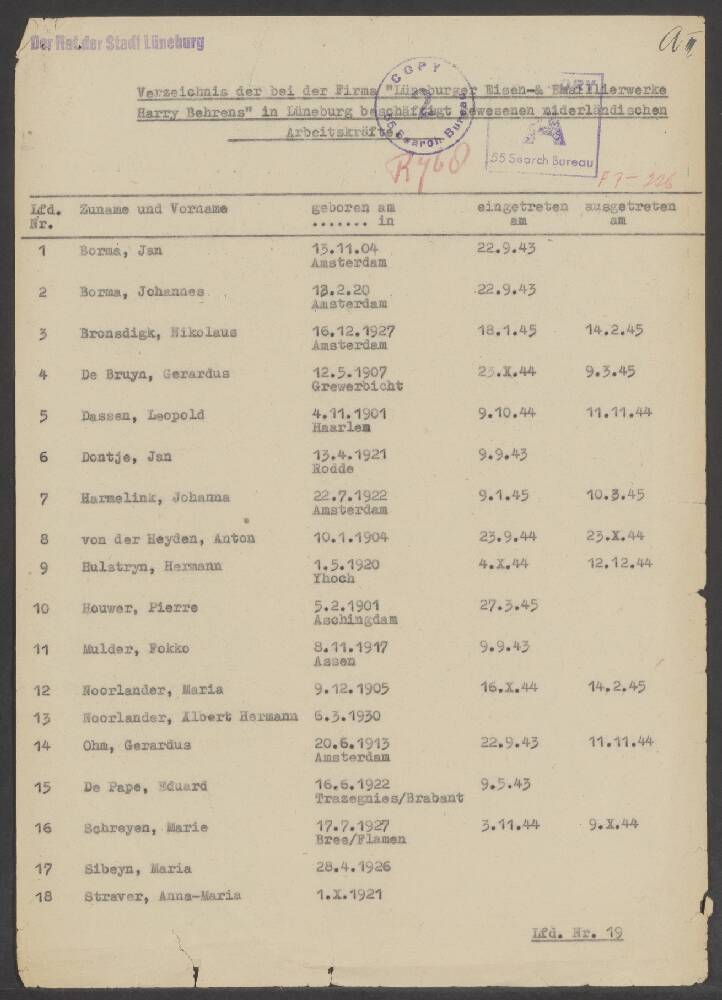 Der Rat der Stadt Lüneburg
A III
Verzeichnis der bei der Firma "Lüneburger Eisen-& Emaillierwerke
Harry Behrens" in Lüneburg beschäftigt gewesenen niderländischen
Arbeitskräfte
COPY
2
Search Bureau
COPY
A
55 Search Bureau
R460
F 7-226
Lfd. Zuname und Vorname geboren am eingetreten ausgetreten
Nr. ....... in am am
1 Borma, Jan 13.11.04 22.9.43
Amsterdam
2 Borma, Johannes 12.2.20 22.9.43
Amsterdam
3 Bronsdigk, Nikolaus 16.12.1927 18.1.45 14.2.45
Amsterdam
4 De Bruyn, Gerardus 12.5.1907 23.X.44 9.3.45
Grewerbicht
5 Dassen, Leopold 4.11.1901 9.10.44 11.11.44
Haarlem
6 Dontje, Jan 13.4.1921 9.9.43
Rodde
7 Harmelink, Johanna 22.7.1922 9.1.45 10.3.45
Amsterdam
8 von der Heyden, Anton 10.1.1904 23.9.44 23.X.44
9 Hulstryn, Hermann 1.5.1920 4.X.44 12.12.44
Yhoch
10 Houwer, Pierre 5.2.1901 27.3.45
Aschingdam
11 Mulder, Fokko 8.11.1917 9.9.43
Assen
12 Noorlander, Maria 9.12.1905 16.X.44 14.2.45
13 Noorlander, Albert Hermann 6.3.1930
14 Ohm, Gerardus 20.6.1913 22.9.43 11.11.44
Amsterdam
15 De Pape, Eduard 16.6.1922 9.5.43
Trazegnies/Brabant
16 Schreyen, Marie 17.7.1927 3.11.44 9.X.44
Bree/Flamen
17 Sibeyn, Maria 28.4.1926
18 Straver, Anna-Maria 1.X.1921
Lfd. Nr. 19